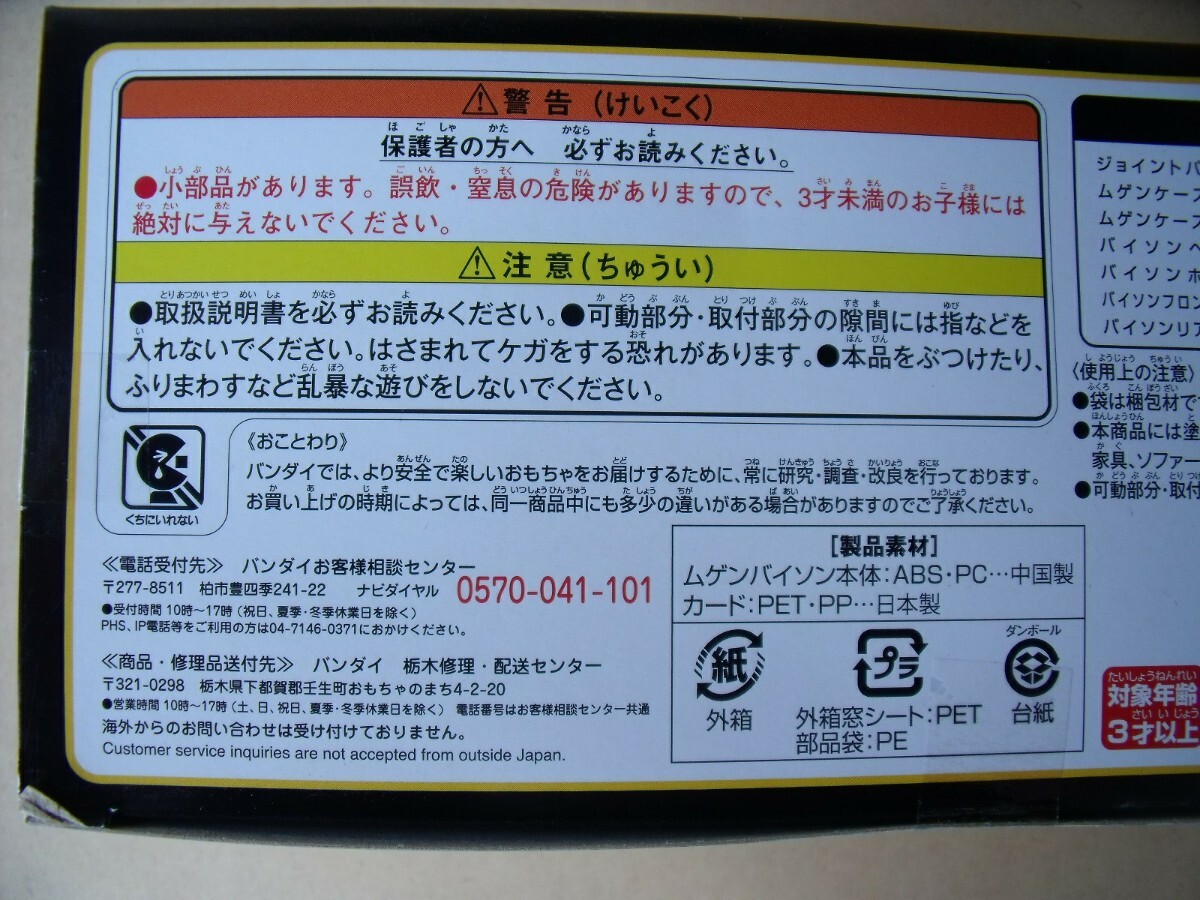 ⚠警告(けいこく)
保護者の方へ 必ずお読みください。
●小部品があります。誤飲・窒息の危険がありますので、3才未満のお子様には
絶対に与えないでください。
⚠注意(ちゅうい)
●取扱説明書を必ずお読みください。●可動部分・取付部分の隙間には指などを
入れないでください。はさまれてケガをする恐れがあります。●本品をぶつけたり、
ふりまわすなど乱暴な遊びをしないでください。
くちにいれない
《おことわり》
バンダイでは、より安全で楽しいおもちゃをお届けするために、常に研究・調査・改良を行っております。
お買い上げの時期によっては、同一商品中にも多少の違いがある場合がありますのでご了承ください。
≪電話受付先≫ バンダイお客様相談センター
〒277-8511 柏市豊四季241-22 ナビダイヤル 0570-041-101
●受付時間 10時~17時(祝日、夏季・冬季休業日を除く)
PHS、IP電話等をご利用の方は04-7146-0371におかけください。
≪商品・修理品送付先≫ バンダイ 栃木修理・配送センター
〒321-0298 栃木県下都賀郡壬生町おもちゃのまち4-2-20
●営業時間 10時~17時(土、日、祝日、夏季・冬季休業日を除く) 電話番号はお客様相談センター共通
海外からのお問い合わせは受け付けておりません。
Customer service inquiries are not accepted from outside Japan.
[製品素材]
ムゲンバイソン本体:ABS・PC…中国製
カード:PET・PP…日本製
紙
外箱
プラ
外箱窓シート:PET
部品袋:PE
ダンボール
台紙
ジョイントパ
ムゲンケース
ムゲンケース
バイソンヘ
バイソンボ
バイソンフロン
バイソンリア
〈使用上の注意〉
●袋は梱包材で
●本商品には塗
家具、ソファー
●可動部分・取付
対象年齢
3才以上